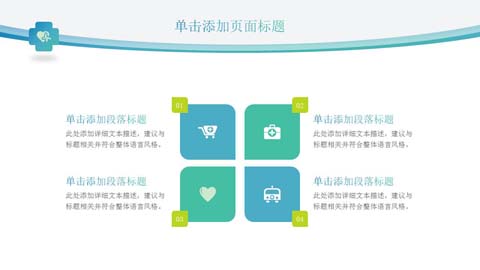 单击添加页面标题
01
单击添加段落标题
此处添加详细文本描述，建议与
标题相关并符合整体语言风格。
02
单击添加段落标题
此处添加详细文本描述，建议与
标题相关并符合整体语言风格。
03
单击添加段落标题
此处添加详细文本描述，建议与
标题相关并符合整体语言风格。
04
单击添加段落标题
此处添加详细文本描述，建议与
标题相关并符合整体语言风格。